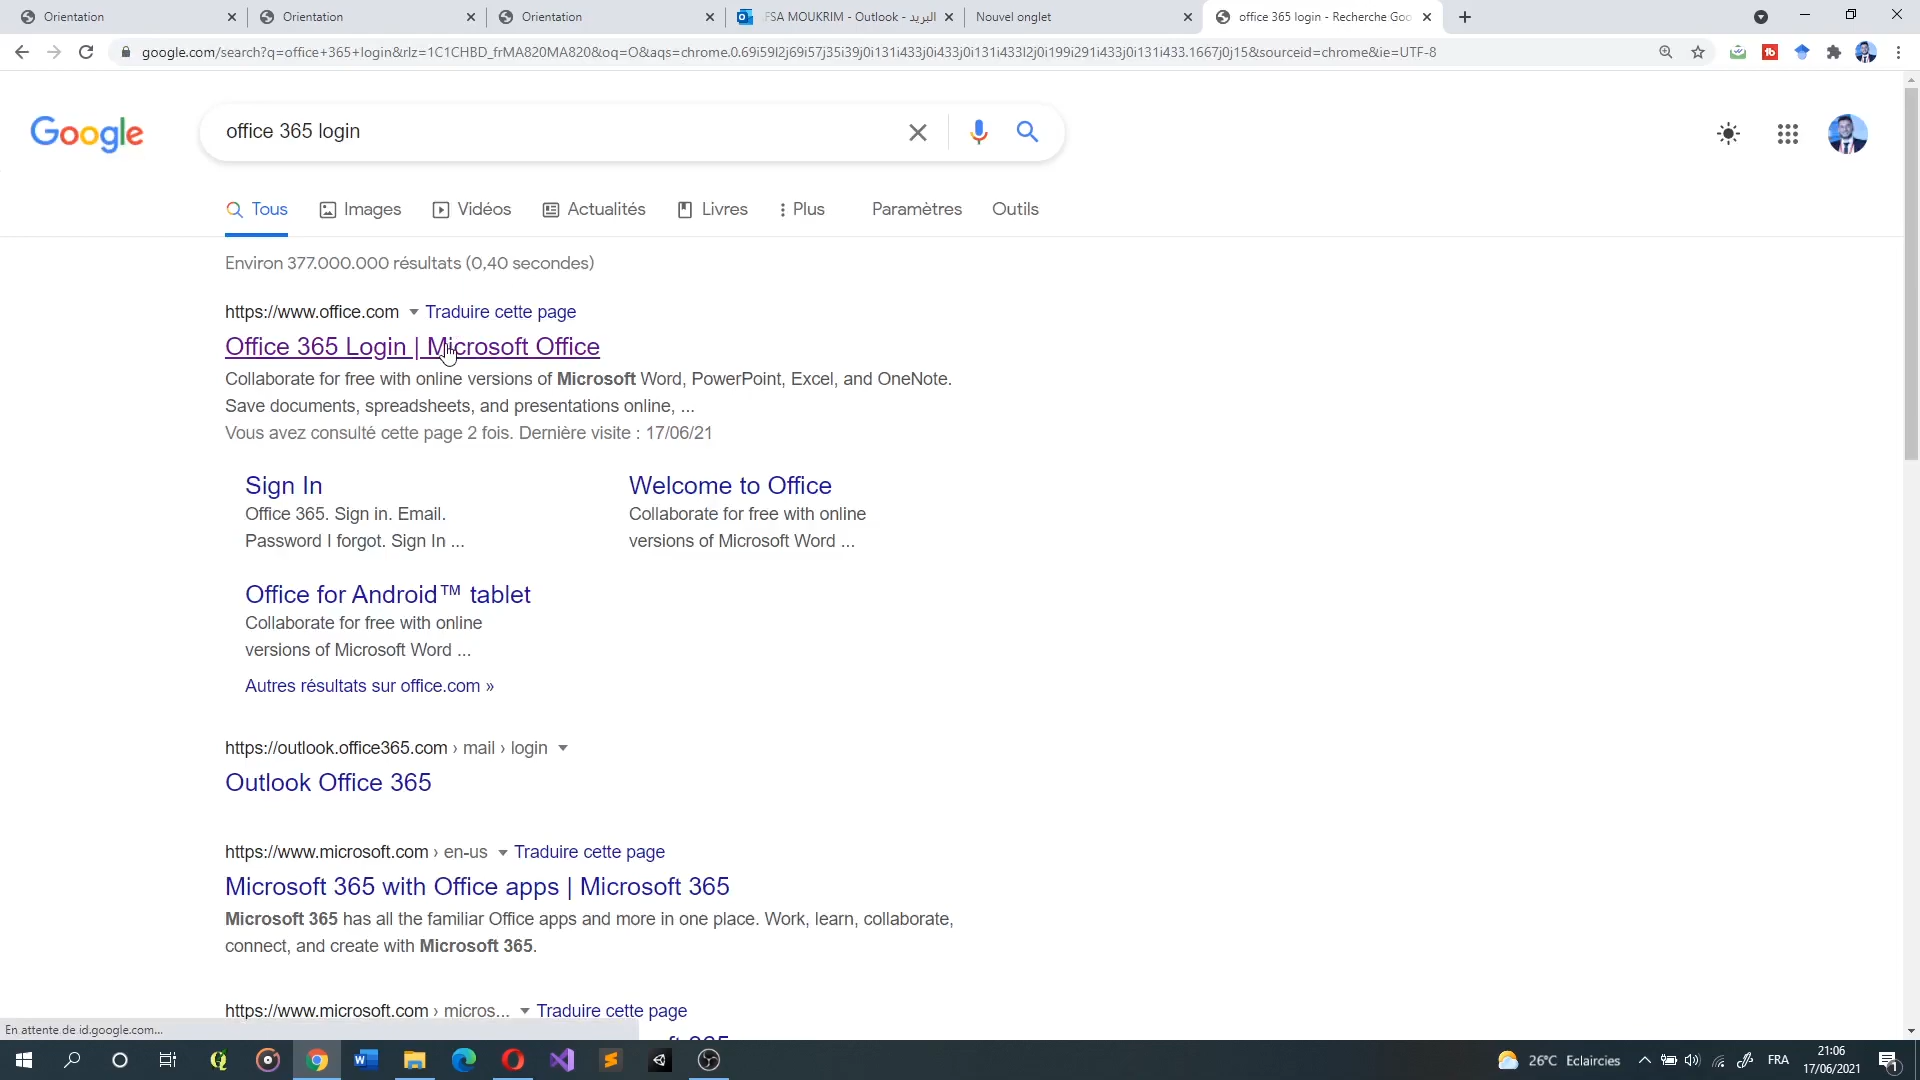 Orientation
Orientation
Orientation
FSA MOUKRIM - Outlook - البريد
Nouvel onglet
office 365 login - Recherche Goo
google.com/search?q=office+365+login&rlz=1C1CHBD_frMA820MA820&oq=O&aqs=chrome.0.69i59l2j69i57j35i39j0i131i433j0i433j0i131i433l2j0i199i291i433j0i131i433.1667j0j15&sourceid=chrome&ie=UTF-8
Google
office 365 login
Tous
Images
Vidéos
Actualités
Livres
Plus
Paramètres
Outils
Environ 377.000.000 résultats (0,40 secondes)
https://www.office.com Traduire cette page
Office 365 Login | Microsoft Office
Collaborate for free with online versions of Microsoft Word, PowerPoint, Excel, and OneNote.
Save documents, spreadsheets, and presentations online, ...
Vous avez consulté cette page 2 fois. Dernière visite : 17/06/21
Sign In
Office 365. Sign in. Email.
Password I forgot. Sign In ...
Welcome to Office
Collaborate for free with online
versions of Microsoft Word ...
Office for Android™ tablet
Collaborate for free with online
versions of Microsoft Word ...
Autres résultats sur office.com »
https://outlook.office365.com › mail › login
Outlook Office 365
https://www.microsoft.com › en-us Traduire cette page
Microsoft 365 with Office apps | Microsoft 365
Microsoft 365 has all the familiar Office apps and more in one place. Work, learn, collaborate,
connect, and create with Microsoft 365.
https://www.microsoft.com › micros... Traduire cette page
En attente de id.google.com...
26°C Eclaircies
FRA
21:06
17/06/2021